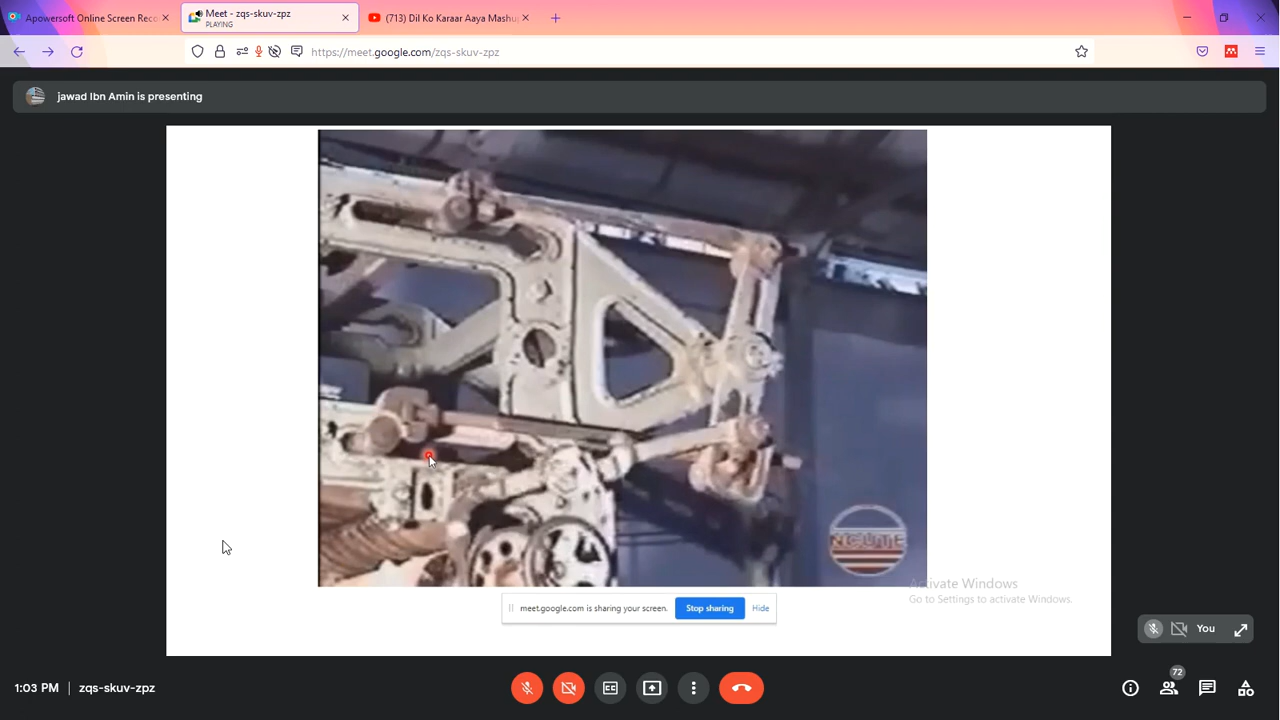 Apowersoft Online Screen Reco
Meet - zqs-skuv-zpz
PLAYING
(713) Dil Ko Karaar Aaya Mashup
https://meet.google.com/zqs-skuv-zpz
jawad Ibn Amin is presenting
NCUTE
Activate Windows
Go to Settings to activate Windows.
meet.google.com is sharing your screen.
Stop sharing
Hide
You
1:03 PM | zqs-skuv-zpz
CC
72